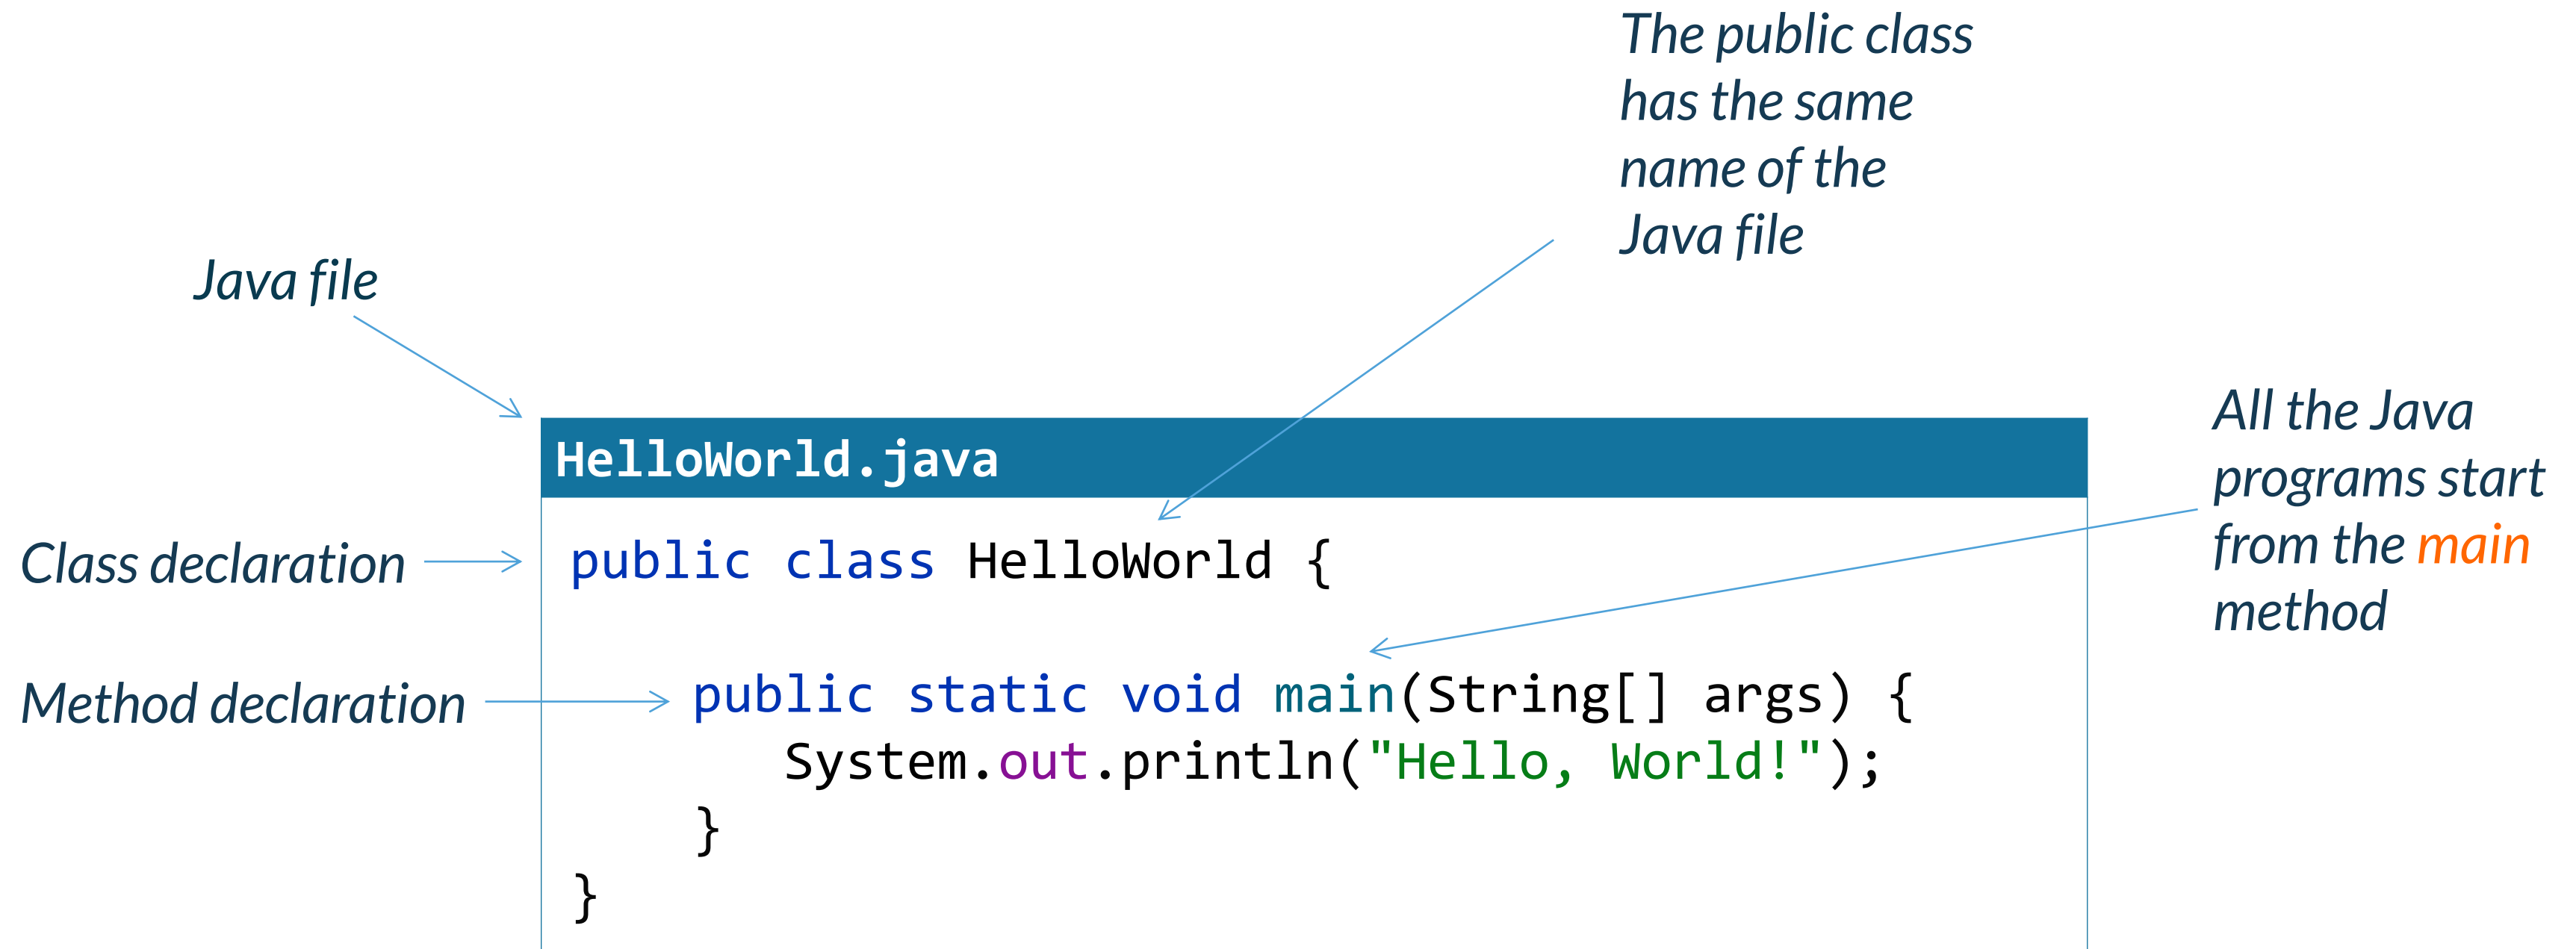 The public class
has the same
name of the
Java file
Java file
All the Java
programs start
from the main
method
HelloWorld.java
Class declaration
public class HelloWorld {
Method declaration
public static void main(String[] args) {
System.out.println("Hello, World!");
}
}